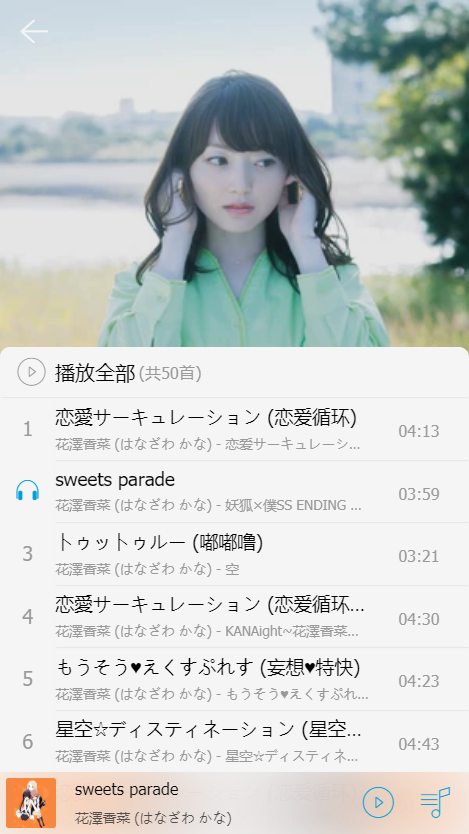 播放全部(共50首)
1
恋愛サーキュレーション (恋爱循环)
04:13
花澤香菜 (はなざわ かな) - 恋愛サーキュレーシ...
sweets parade
03:59
花澤香菜 (はなざわ かな) - 妖狐×僕SS ENDING ...
3
トゥットゥルー (嘟嘟噜)
03:21
花澤香菜 (はなざわ かな) - 空
4
恋愛サーキュレーション (恋爱循环...
04:30
花澤香菜 (はなざわ かな) - KANAight~花澤香菜...
5
もうそう♥えくすぷれす (妄想♥特快)
04:23
花澤香菜 (はなざわ かな) - もうそう♥えくすぷれ...
6
星空☆ディスティネーション (星空...
04:43
花澤香菜 (はなざわ かな) - 星空☆ディスティネ...
sweets parade
花澤香菜 (はなざわ かな)